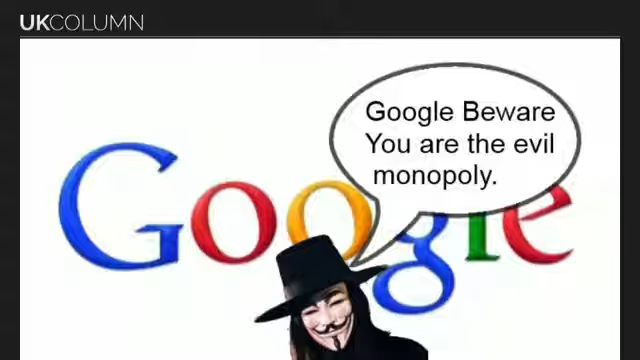 UKCOLUMN
Google Beware
You are the evil
monopoly.
Google